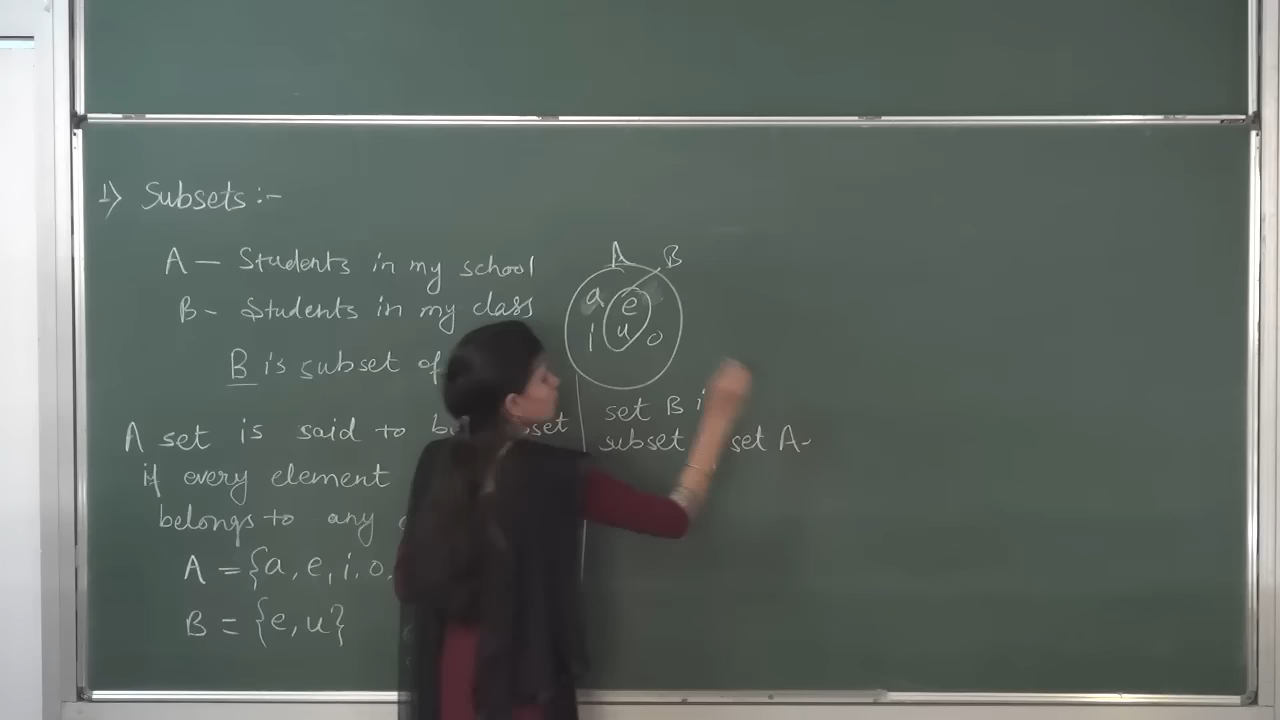 1) Subsets :-
A — Students in my school
B - Students in my class
B is subset of
A set is said to
if every element
belongs to any
A = {a, e, i, o,
B = {e, u}
A B
a e
i u o
set B
subset set A.